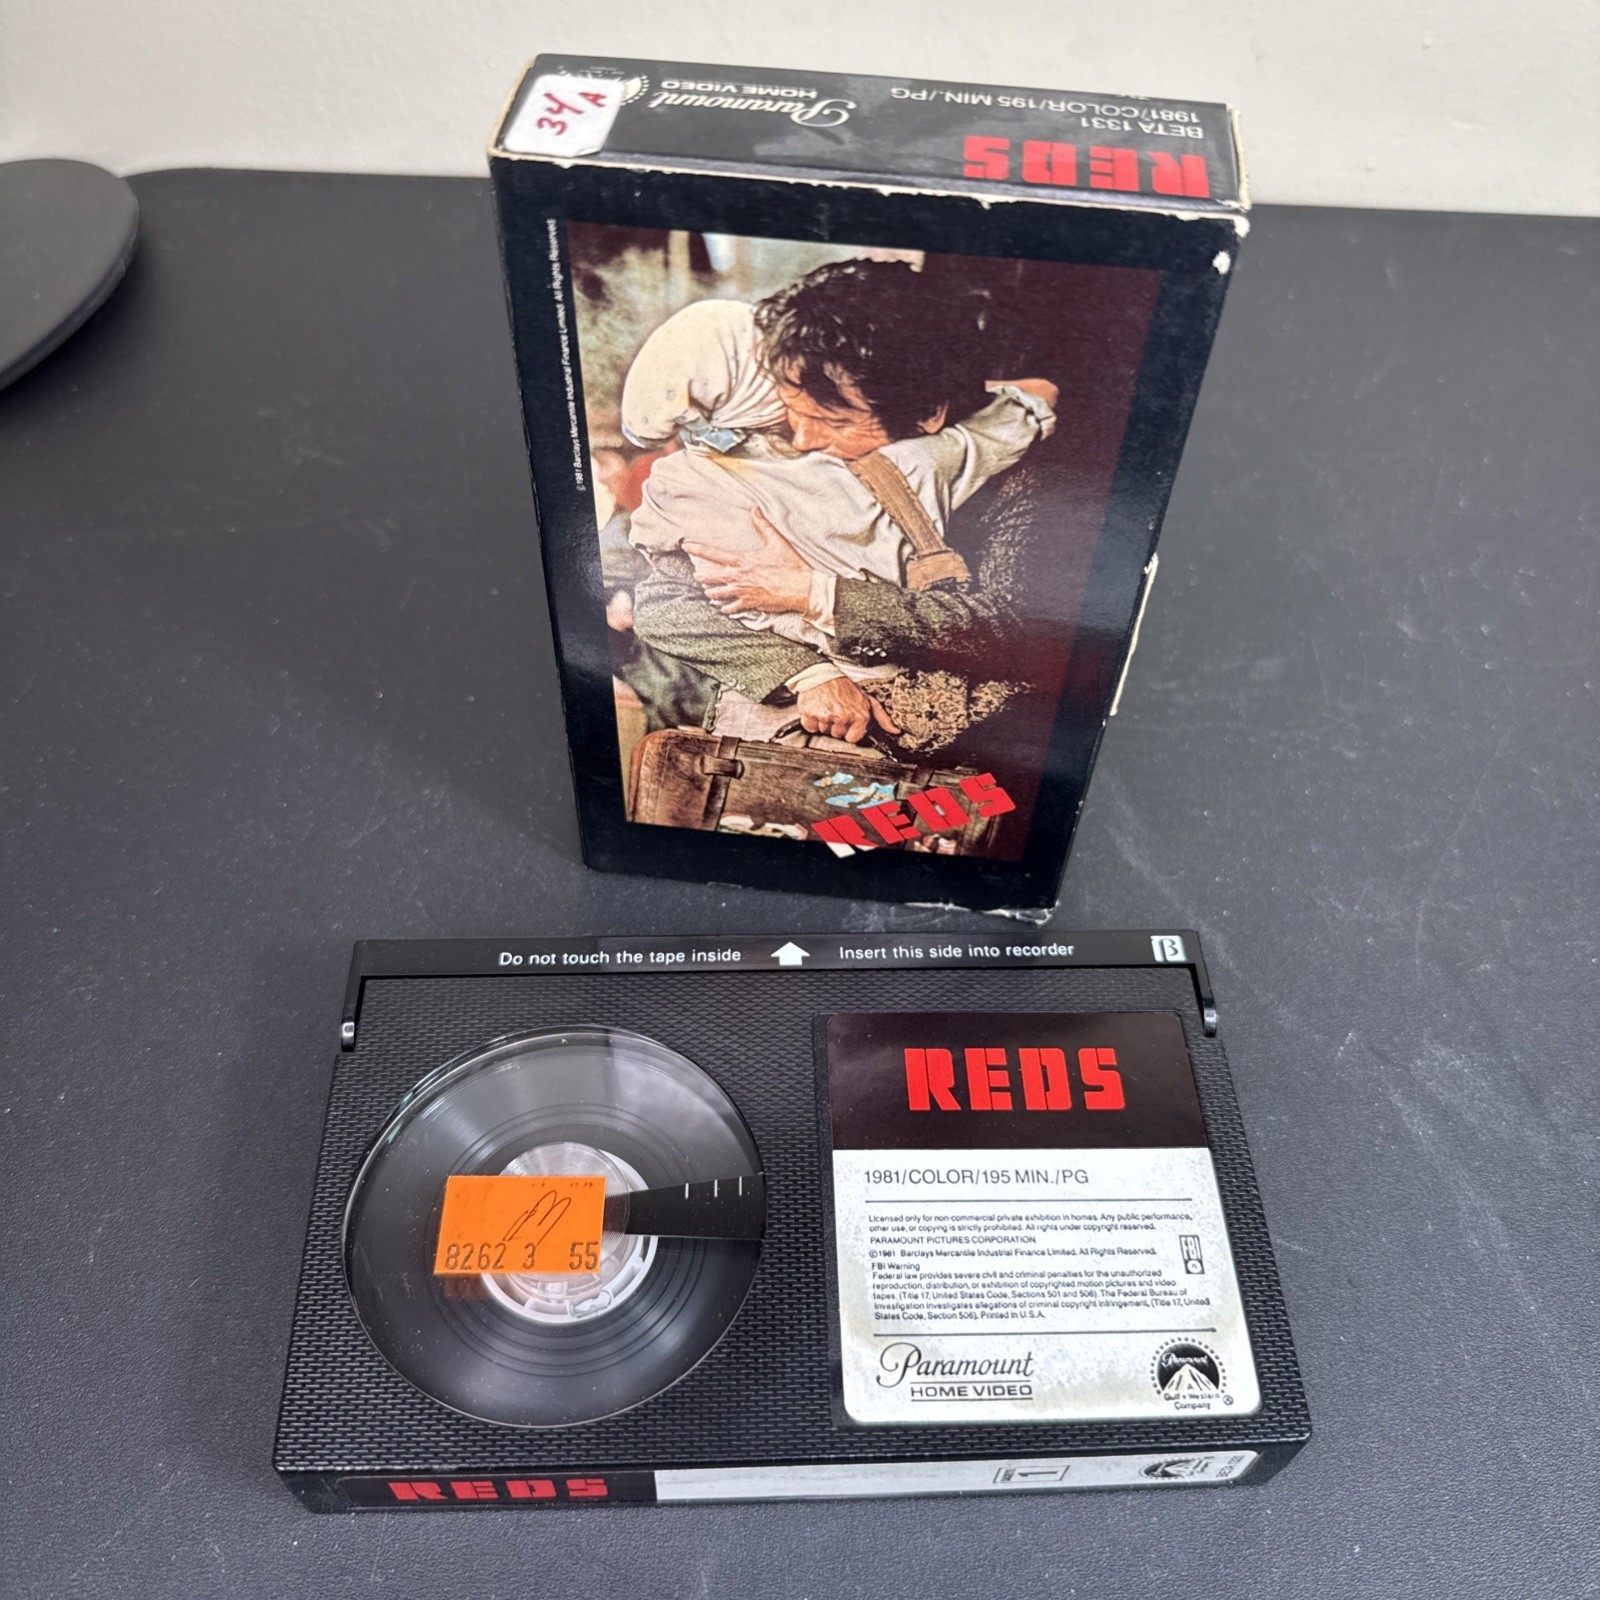 34/A
Paramount
HOME VIDEO
BETA 1331
1981/COLOR/195 MIN./PG
REDS
©1981 Barclays Mercantile Industrial Finance Limited. All Rights Reserved.
REDS
Do not touch the tape inside
Insert this side into recorder
β
REDS
1981/COLOR/195 MIN./PG
Licensed only for non-commercial private exhibition in homes. Any public performance,
other use, or copying is strictly prohibited. All rights under copyright reserved.
PARAMOUNT PICTURES CORPORATION
©1981 Barclays Mercantile Industrial Finance Limited. All Rights Reserved.
FBI
FBI Warning
Federal law provides severe civil and criminal penalties for the unauthorized
reproduction, distribution, or exhibition of copyrighted motion pictures and video
tapes. (Title 17, United States Code, Sections 501 and 506). The Federal Bureau of
Investigation investigates allegations of criminal copyright infringement, (Title 17, United
States Code, Section 506). Printed in U.S.A.
Paramount
HOME VIDEO
Paramount
Gulf + Western
Company
®
8262 3 55
REDS
1